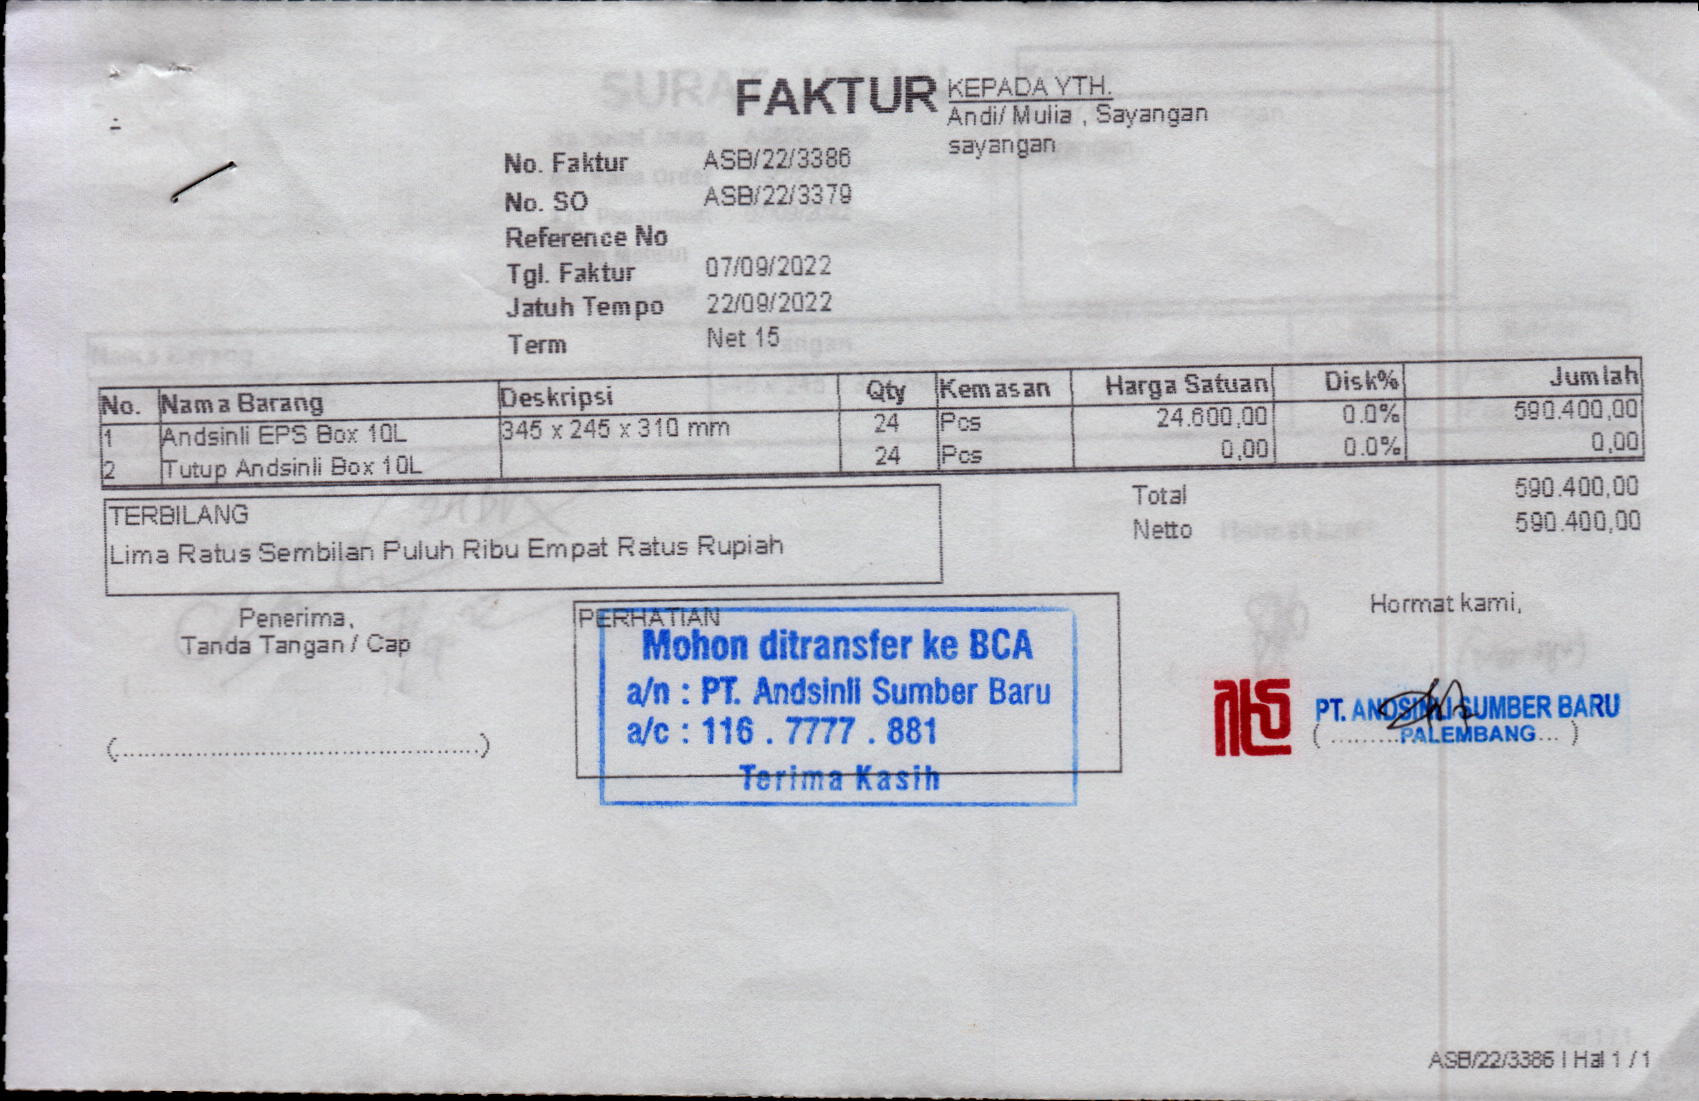 FAKTUR
KEPADA YTH.
Andi/ Mulia , Sayangan
sayangan
No. Faktur ASB/22/3386
No. SO ASB/22/3379
Reference No
Tgl. Faktur 07/09/2022
Jatuh Tempo 22/09/2022
Term Net 15
No. Nama Barang Deskripsi Qty Kemasan Harga Satuan Disk% Jumlah
1 Andsinli EPS Box 10L 345 x 245 x 310 mm 24 Pcs 24.600,00 0.0% 590.400,00
2 Tutup Andsinli Box 10L 24 Pcs 0,00 0.0% 0,00
Total 590.400,00
Netto 590.400,00
TERBILANG
Lima Ratus Sembilan Puluh Ribu Empat Ratus Rupiah
Penerima,
Tanda Tangan / Cap
(.................................................)
PERHATIAN
Mohon ditransfer ke BCA
a/n : PT. Andsinli Sumber Baru
a/c : 116 . 7777 . 881
Terima Kasih
Hormat kami,
PT. ANDSINLI SUMBER BARU
PALEMBANG
ASB/22/3386 | Hal 1 / 1